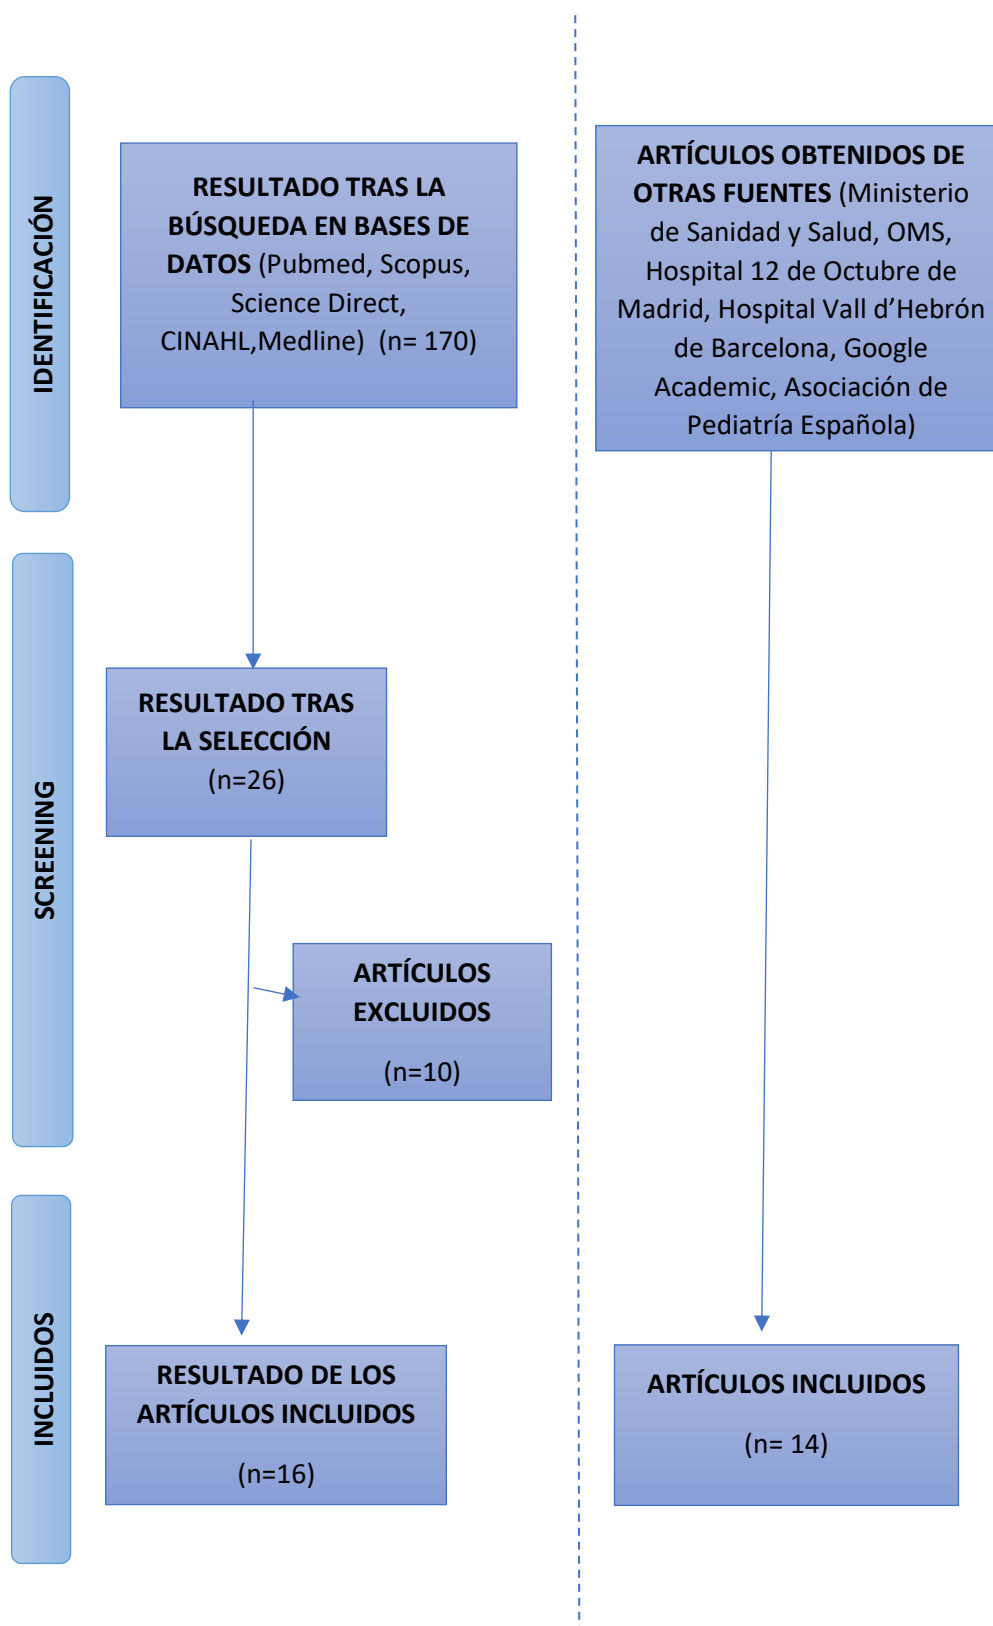 IDENTIFICACIÓN
RESULTADO TRAS LA
BÚSQUEDA EN BASES DE
DATOS (Pubmed, Scopus,
Science Direct,
CINAHL,Medline) (n= 170)
ARTÍCULOS OBTENIDOS DE
OTRAS FUENTES (Ministerio
de Sanidad y Salud, OMS,
Hospital 12 de Octubre de
Madrid, Hospital Vall d’Hebrón
de Barcelona, Google
Academic, Asociación de
Pediatría Española)
SCREENING
RESULTADO TRAS
LA SELECCIÓN
(n=26)
ARTÍCULOS
EXCLUIDOS
(n=10)
INCLUIDOS
RESULTADO DE LOS
ARTÍCULOS INCLUIDOS
(n=16)
ARTÍCULOS INCLUIDOS
(n= 14)